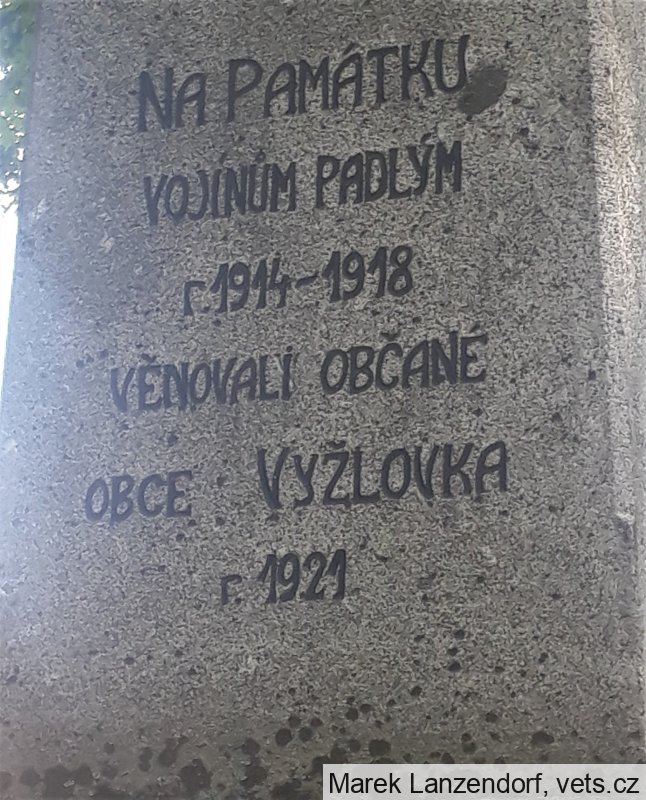 NA PAMÁTKU
VOJÍNŮM PADLÝM
r. 1914-1918
VĚNOVALI OBČANÉ
OBCE VYŽLOVKA
r. 1921
Marek Lanzendorf, vets.cz